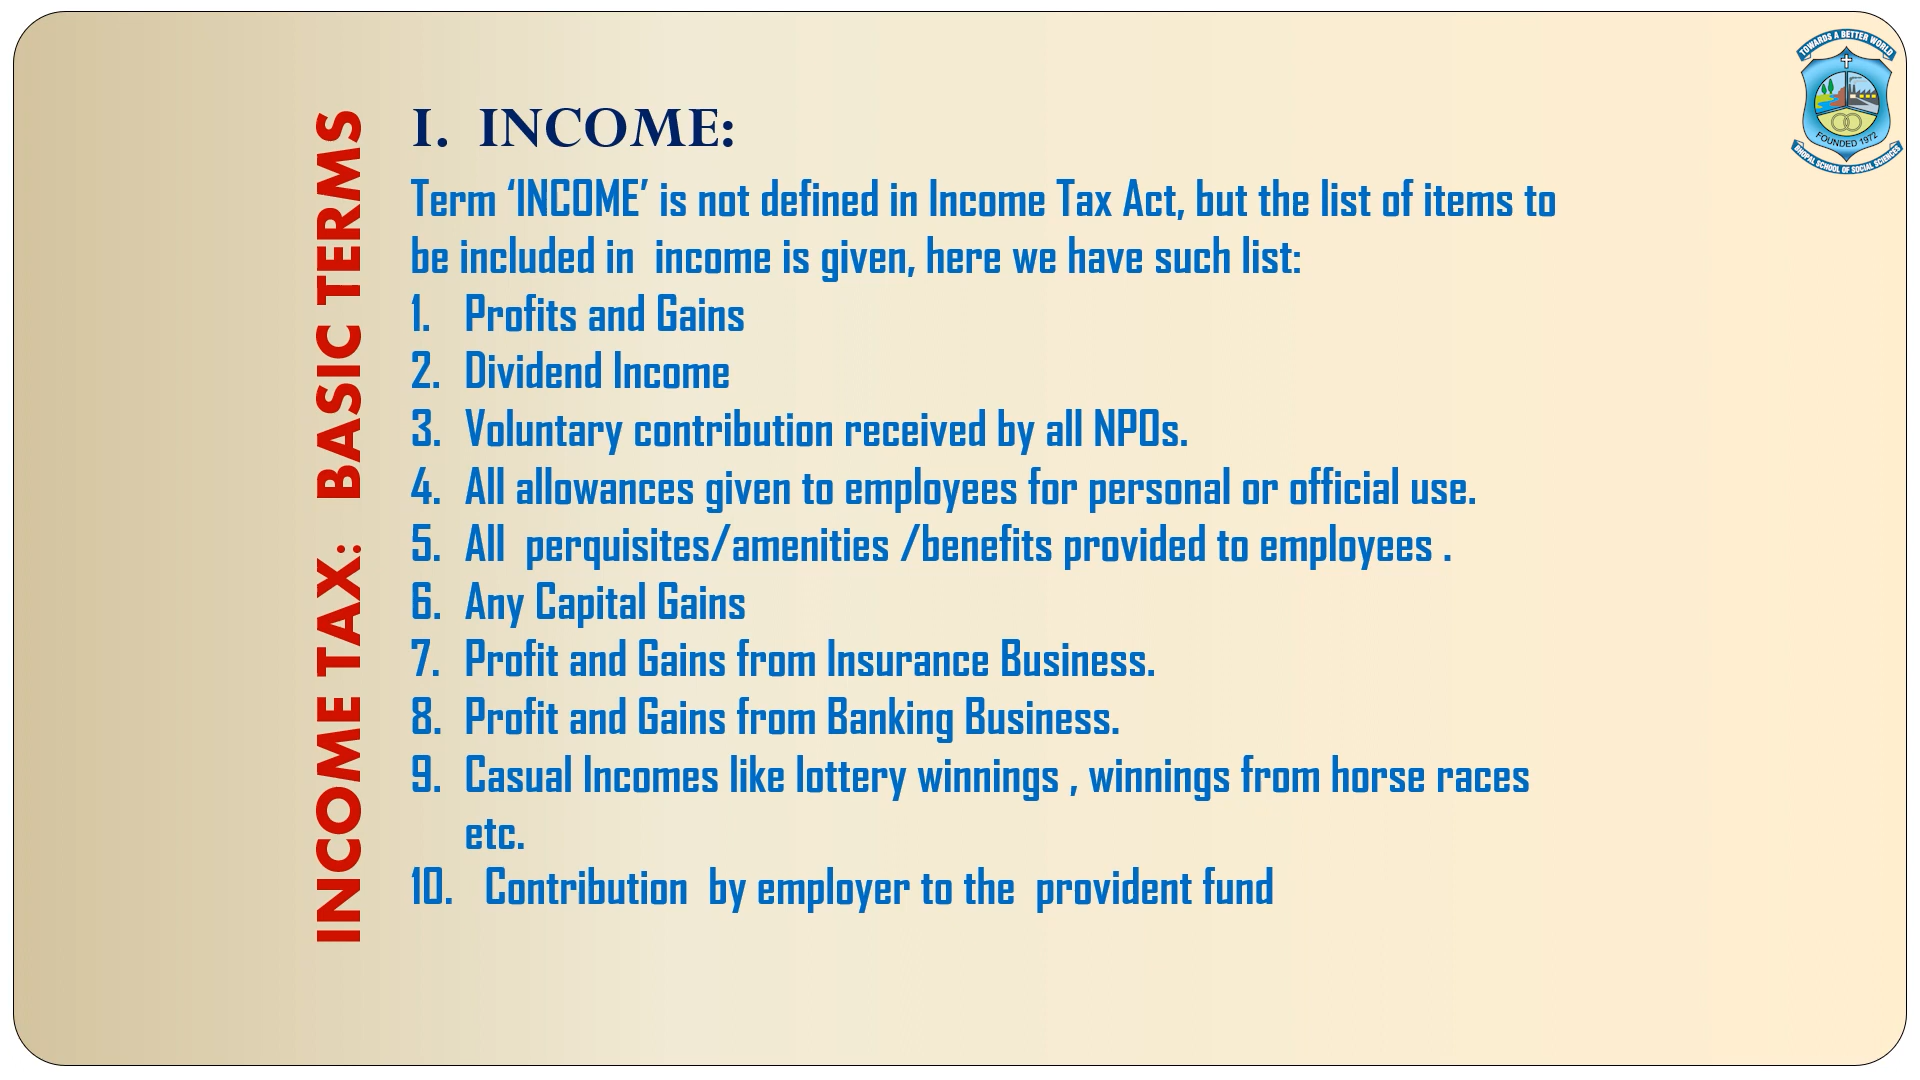 INCOME TAX: BASIC TERMS
I. INCOME:
Term ‘INCOME’ is not defined in Income Tax Act, but the list of items to
be included in income is given, here we have such list:
1. Profits and Gains
2. Dividend Income
3. Voluntary contribution received by all NPOs.
4. All allowances given to employees for personal or official use.
5. All perquisites/amenities /benefits provided to employees .
6. Any Capital Gains
7. Profit and Gains from Insurance Business.
8. Profit and Gains from Banking Business.
9. Casual Incomes like lottery winnings , winnings from horse races
etc.
10. Contribution by employer to the provident fund
TOWARDS A BETTER WORLD
FOUNDED 1972
BHOPAL SCHOOL OF SOCIAL SCIENCES